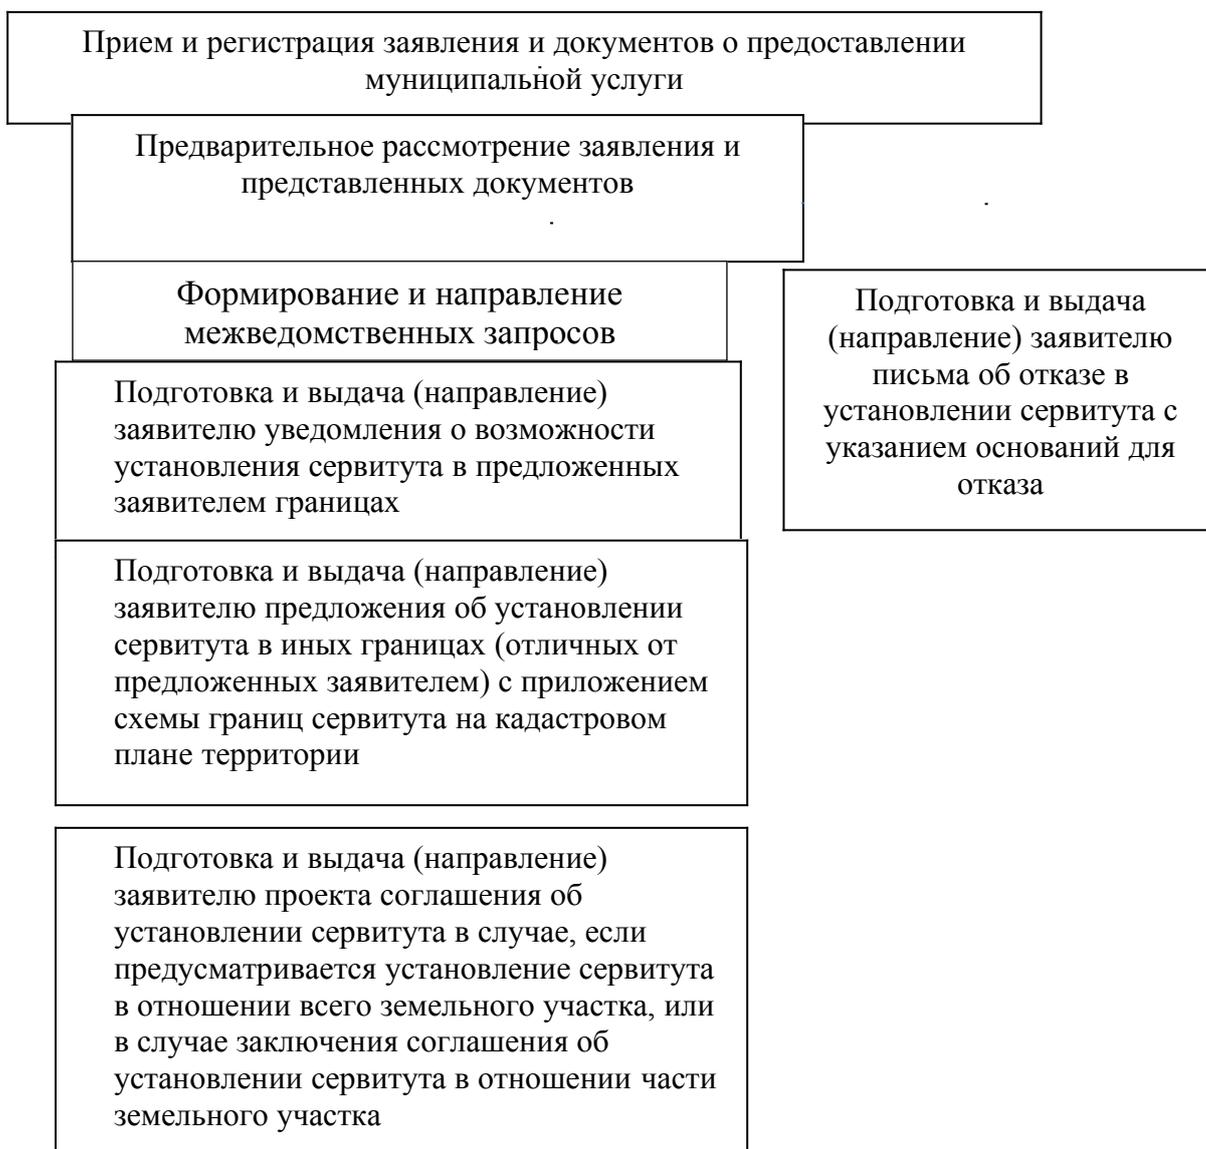 Прием и регистрация заявления и документов о предоставлении
муниципальной услуги
Предварительное рассмотрение заявления и
представленных документов
Формирование и направление
межведомственных запросов
Подготовка и выдача (направление)
заявителю уведомления о возможности
установления сервитута в предложенных
заявителем границах
Подготовка и выдача
(направление) заявителю
письма об отказе в
установлении сервитута с
указанием оснований для
отказа
Подготовка и выдача (направление)
заявителю предложения об установлении
сервитута в иных границах (отличных от
предложенных заявителем) с приложением
схемы границ сервитута на кадастровом
плане территории
Подготовка и выдача (направление)
заявителю проекта соглашения об
установлении сервитута в случае, если
предусматривается установление сервитута
в отношении всего земельного участка, или
в случае заключения соглашения об
установлении сервитута в отношении части
земельного участка